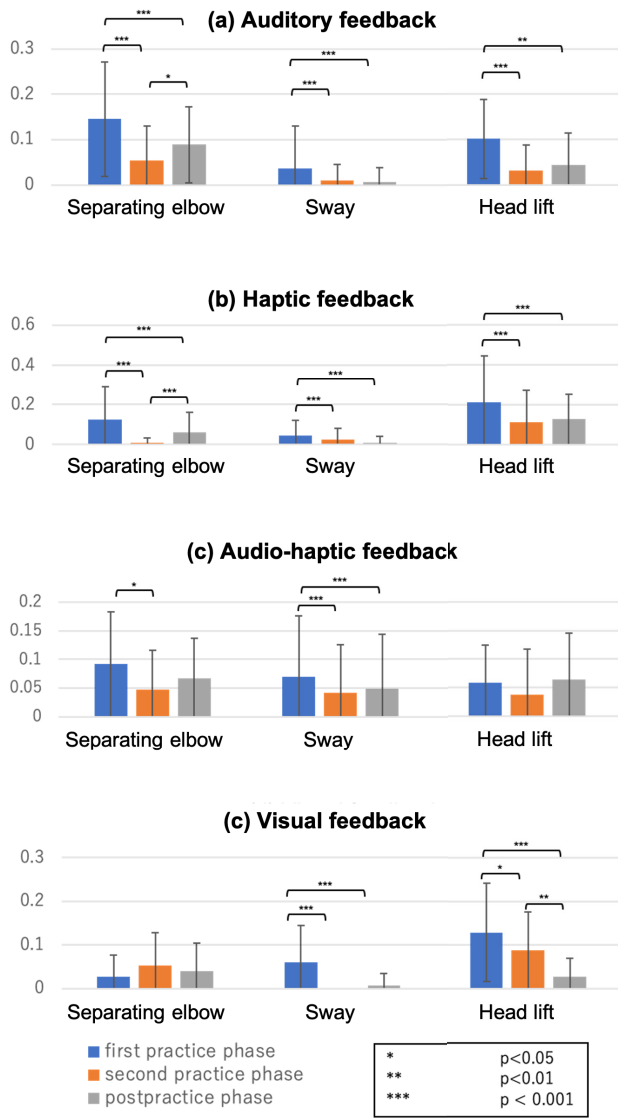 (a) Auditory feedback
***
***
***
**
0.3
***
*
***
0.2
0.1
0
Separating elbow Sway Head lift
(b) Haptic feedback
0.6
***
***
***
***
***
0.4
***
***
0.2
0
Separating elbow Sway Head lift
(c) Audio-haptic feedback
*
***
***
0.2
0.15
0.1
0.05
0
Separating elbow Sway Head lift
(c) Visual feedback
0.3
***
*
***
**
***
0.2
0.1
0
Separating elbow Sway Head lift
first practice phase
second practice phase
postpractice phase
* p<0.05
** p<0.01
*** p < 0.001